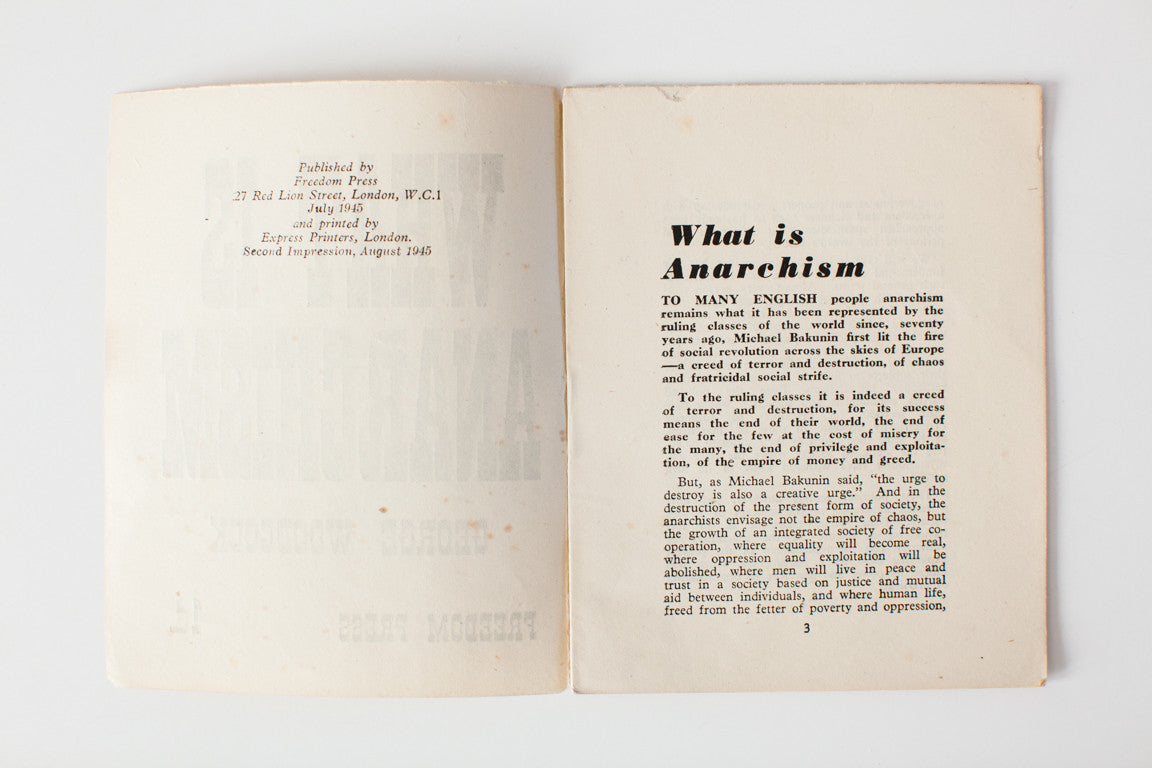 Published by
Freedom Press
27 Red Lion Street, London, W.C.1
July 1945
and printed by
Express Printers, London.
Second Impression, August 1945
What is
Anarchism
TO MANY ENGLISH people anarchism
remains what it has been represented by the
ruling classes of the world since, seventy
years ago, Michael Bakunin first lit the fire
of social revolution across the skies of Europe
—a creed of terror and destruction, of chaos
and fratricidal social strife.
To the ruling classes it is indeed a creed
of terror and destruction, for its success
means the end of their world, the end of
ease for the few at the cost of misery for
the many, the end of privilege and exploita-
tion, of the empire of money and greed.
But, as Michael Bakunin said, “the urge to
destroy is also a creative urge.” And in the
destruction of the present form of society, the
anarchists envisage not the empire of chaos, but
the growth of an integrated society of free co-
operation, where equality will become real,
where oppression and exploitation will be
abolished, where men will live in peace and
trust in a society based on justice and mutual
aid between individuals, and where human life,
freed from the fetter of poverty and oppression,
3